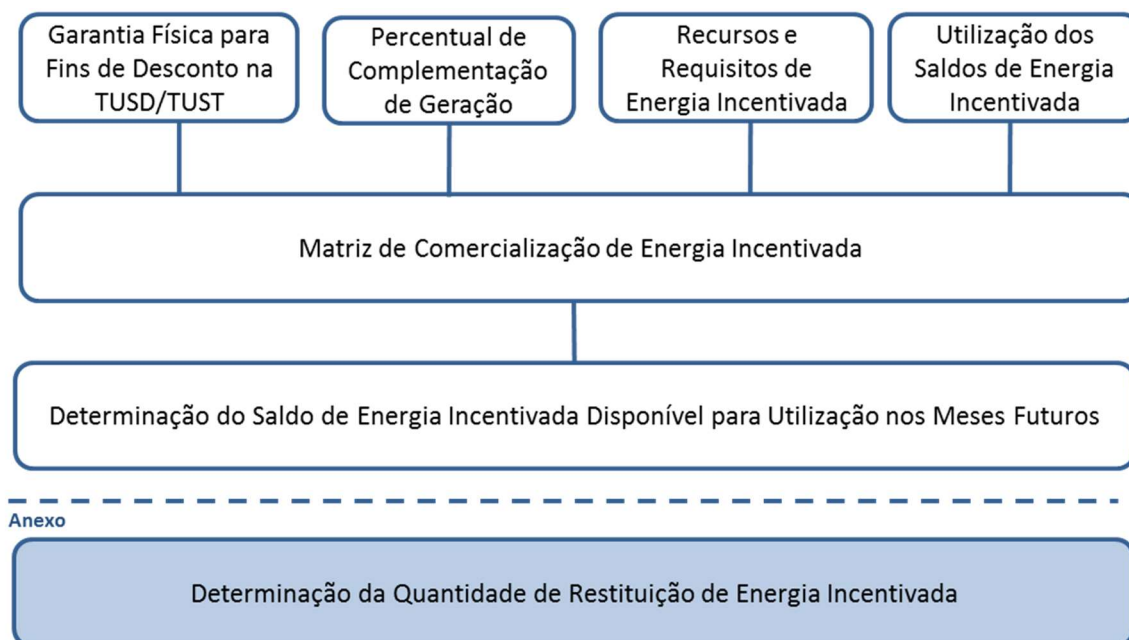 Garantia Física para
Fins de Desconto na
TUSD/TUST
Percentual de
Complementação
de Geração
Recursos e
Requisitos de
Energia Incentivada
Utilização dos
Saldos de Energia
Incentivada
Matriz de Comercialização de Energia Incentivada
Determinação do Saldo de Energia Incentivada Disponível para Utilização nos Meses Futuros
Anexo
Determinação da Quantidade de Restituição de Energia Incentivada